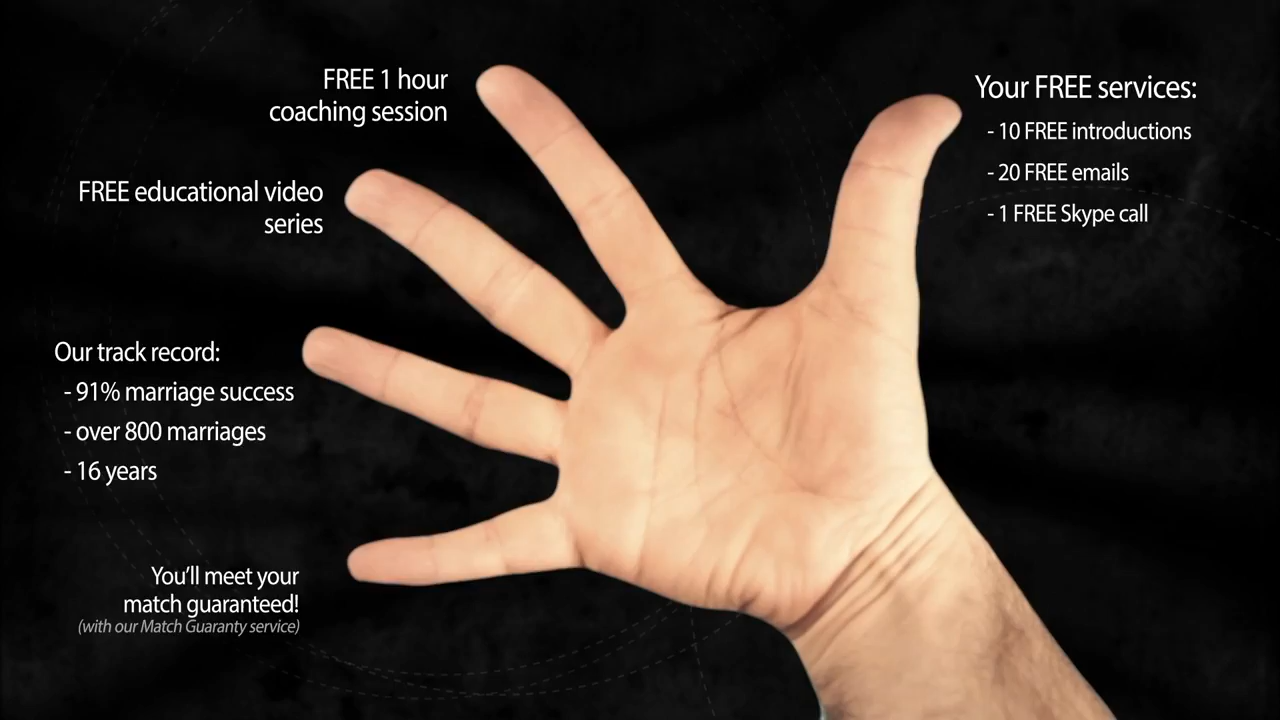 FREE 1 hour
coaching session
FREE educational video
series
Our track record:
- 91% marriage success
- over 800 marriages
- 16 years
You'll meet your
match guaranteed!
(with our Match Guaranty service)
Your FREE services:
- 10 FREE introductions
- 20 FREE emails
- 1 FREE Skype call